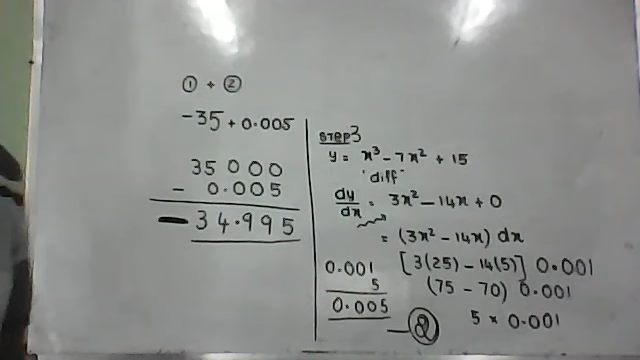 ① + ②
-35 + 0.005
35 000
- 0.005
- 34.995
STEP3
y = x³ - 7x² + 15
"diff"
dy/dx = 3x² - 14x + 0
= (3x² - 14x) dx
[3(25) - 14(5)] 0.001
(75 - 70) 0.001
5 × 0.001
0.001
5
0.005 — ②